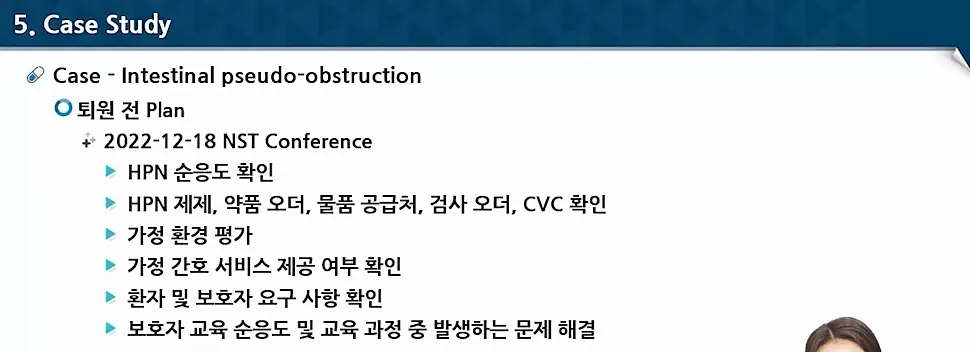 5. Case Study
Case - Intestinal pseudo-obstruction
퇴원 전 Plan
2022-12-18 NST Conference
HPN 순응도 확인
HPN 제제, 약품 오더, 물품 공급처, 검사 오더, CVC 확인
가정 환경 평가
가정 간호 서비스 제공 여부 확인
환자 및 보호자 요구 사항 확인
보호자 교육 순응도 및 교육 과정 중 발생하는 문제 해결